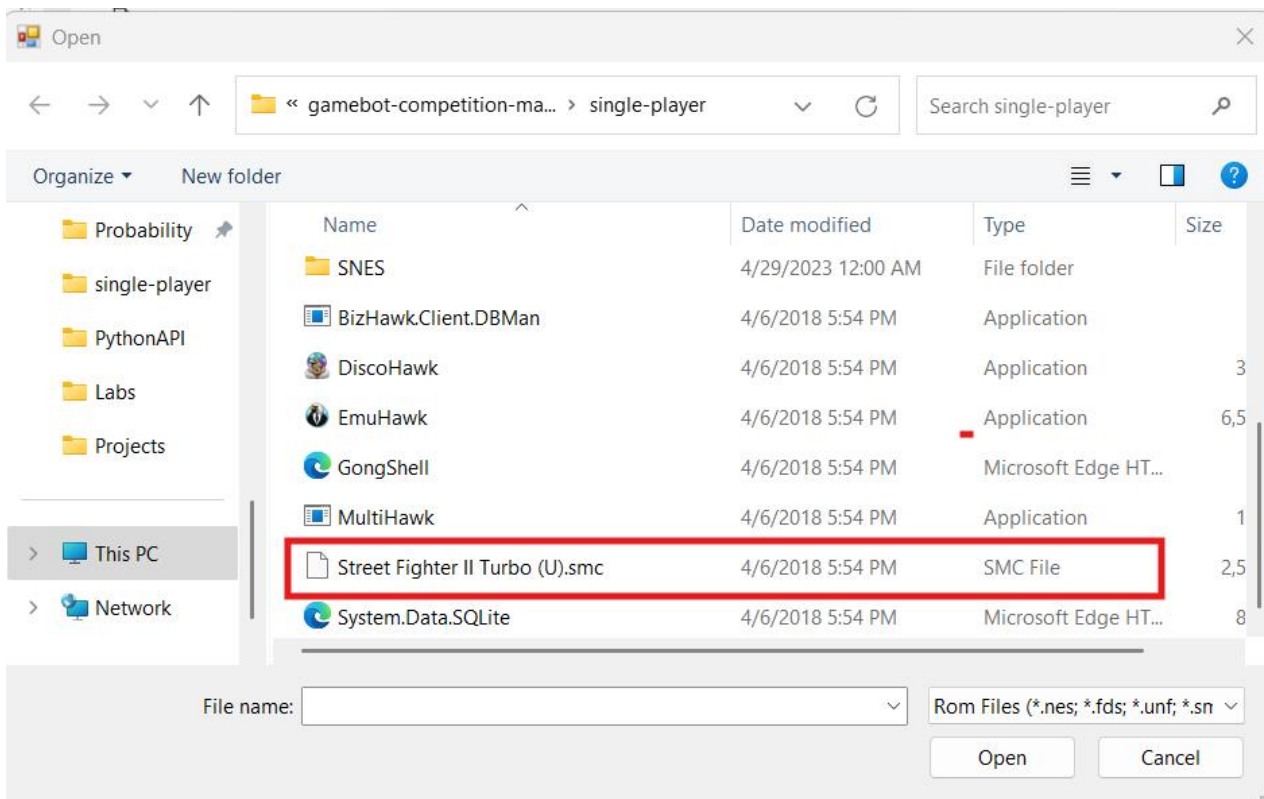 Open
« gamebot-competition-ma... > single-player
Search single-player
Organize
New folder
Probability
single-player
PythonAPI
Labs
Projects
This PC
Network
Name Date modified Type Size
SNES 4/29/2023 12:00 AM File folder
BizHawk.Client.DBMan 4/6/2018 5:54 PM Application
DiscoHawk 4/6/2018 5:54 PM Application 3
EmuHawk 4/6/2018 5:54 PM Application 6,5
GongShell 4/6/2018 5:54 PM Microsoft Edge HT...
MultiHawk 4/6/2018 5:54 PM Application 1
Street Fighter II Turbo (U).smc 4/6/2018 5:54 PM SMC File 2,5
System.Data.SQLite 4/6/2018 5:54 PM Microsoft Edge HT... 8
File name:
Rom Files (*.nes; *.fds; *.unf; *.sm
Open
Cancel